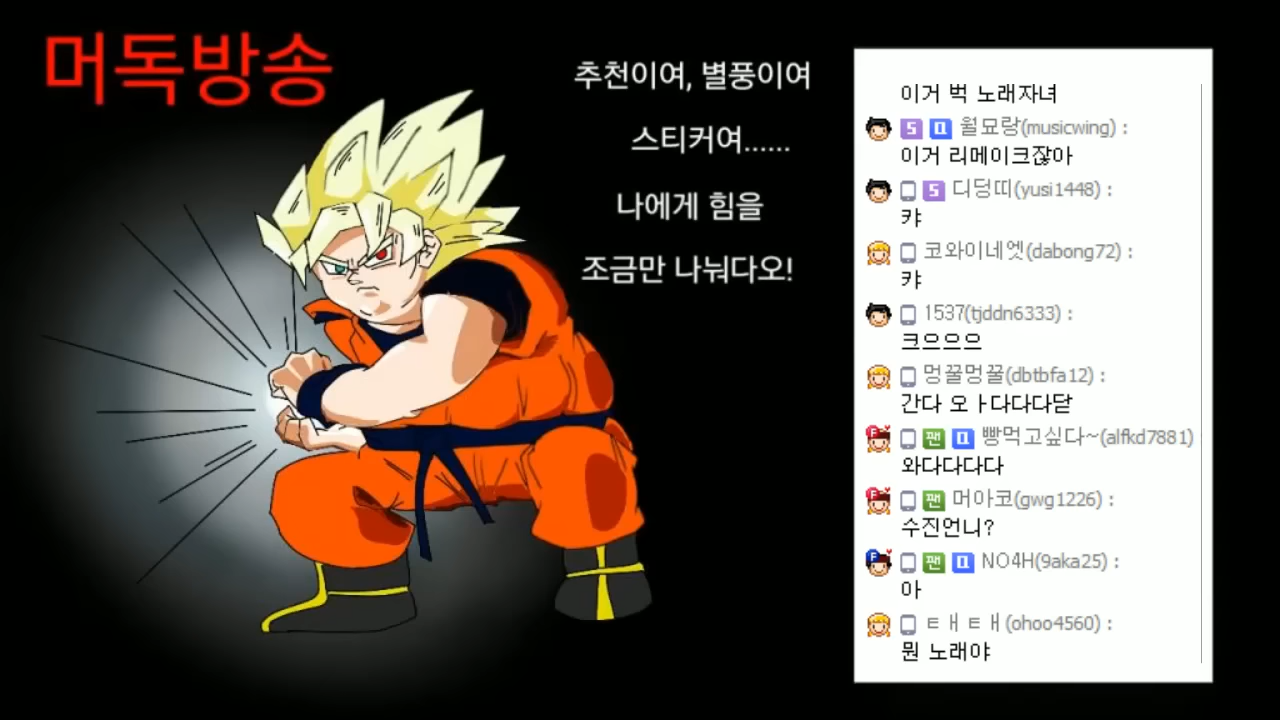 머독방송
추천이여, 별풍이여
스티커여......
나에게 힘을
조금만 나눠다오!
이거 벅 노래자녀
5 월묘랑(musicwing) :
이거 리메이크잖아
5 디덩띠(yusi1448) :
캬
코와이네엣(dabong72) :
캬
1537(tjddn6333) :
크으으으
멍꿀멍꿀(dbtbfa12) :
간다 오ㅏ다다다닫
팬 빵먹고싶다~(alfkd7881)
와다다다다
팬 머아코(gwg1226) :
수진언니?
팬 NO4H(9aka25) :
아
ㅌㅐㅌㅐ(ohoo4560) :
뭔 노래야